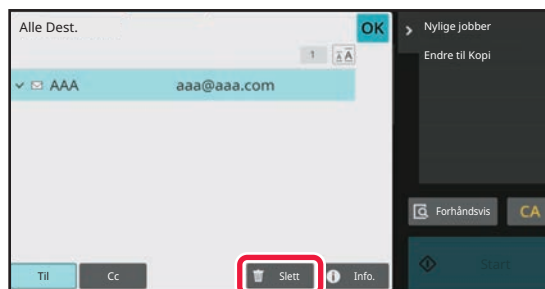 Alle Dest.
OK
1
AAA aaa@aaa.com
Til Cc Slett Info.
Nylige jobber
Endre til Kopi
Forhåndsvis CA
Start